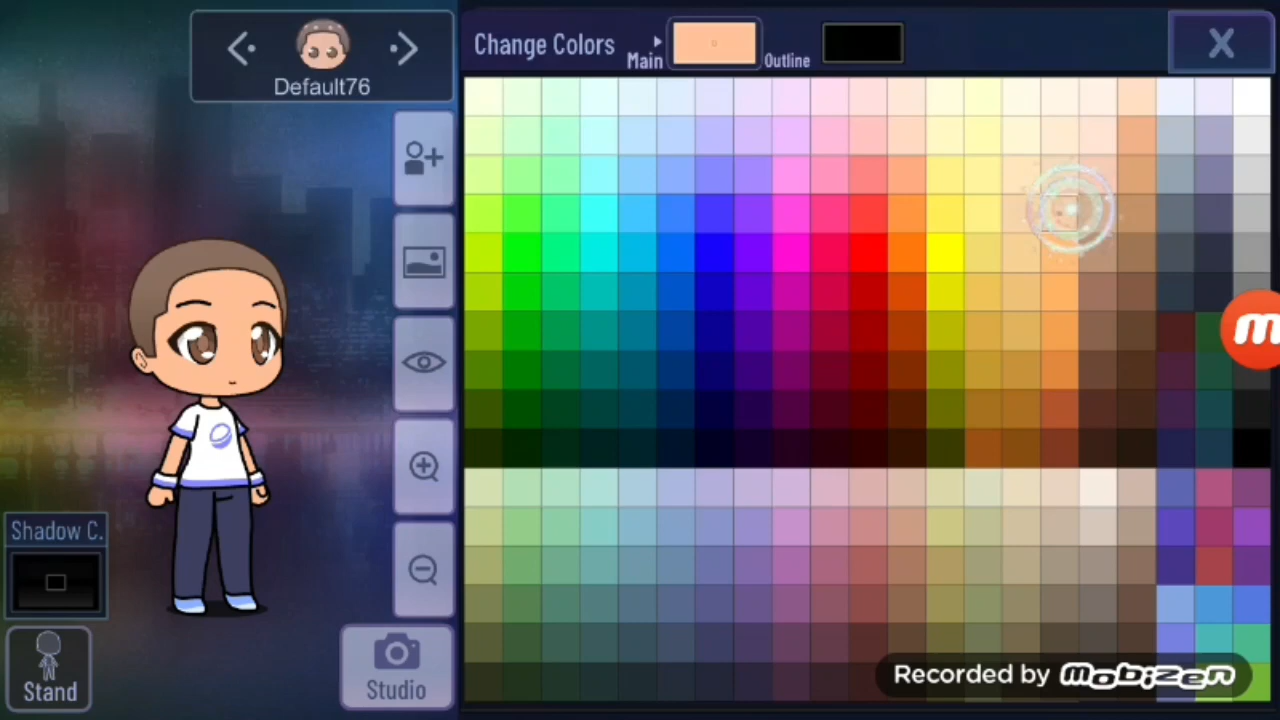 Default76
Change Colors
Main
Outline
X
Shadow C.
Stand
Studio
Recorded by mobizen